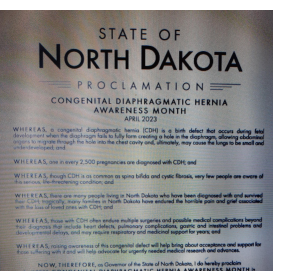 STATE OF
NORTH DAKOTA
PROCLAMATION
CONGENITAL DIAPHRAGMATIC HERNIA
AWARENESS MONTH
APRIL 2023
WHEREAS, a congenital diaphragmatic hernia (CDH) is a birth defect that occurs during fetal
development when the diaphragm fails to fully form creating a hole in the diaphragm, allowing abdominal
organs to migrate through the hole into the chest cavity and, ultimately, may cause the lungs to be small and
underdeveloped; and
WHEREAS, one in every 2,500 pregnancies are diagnosed with CDH; and
WHEREAS, though CDH is as common as spina bifida and cystic fibrosis, very few people are aware of
this serious, life-threatening condition; and
WHEREAS, there are many people living in North Dakota who have been diagnosed with and survived
their CDH; tragically, many families in North Dakota have endured the horrible pain and grief associated
with the loss of loved ones with CDH; and
WHEREAS, those with CDH often endure multiple surgeries and possible medical complications beyond
their diagnosis that include heart defects, pulmonary complications, gastric and intestinal problems and
developmental delays, and may require respiratory and medicinal support for years; and
WHEREAS, raising awareness of this congenital defect will help bring about acceptance and support for
those suffering with it and will help advocate for urgently needed medical research and advances.
NOW, THEREFORE, as Governor of the State of North Dakota, I do hereby proclaim
CONGENITAL DIAPHRAGMATIC HERNIA AWARENESS MONTH